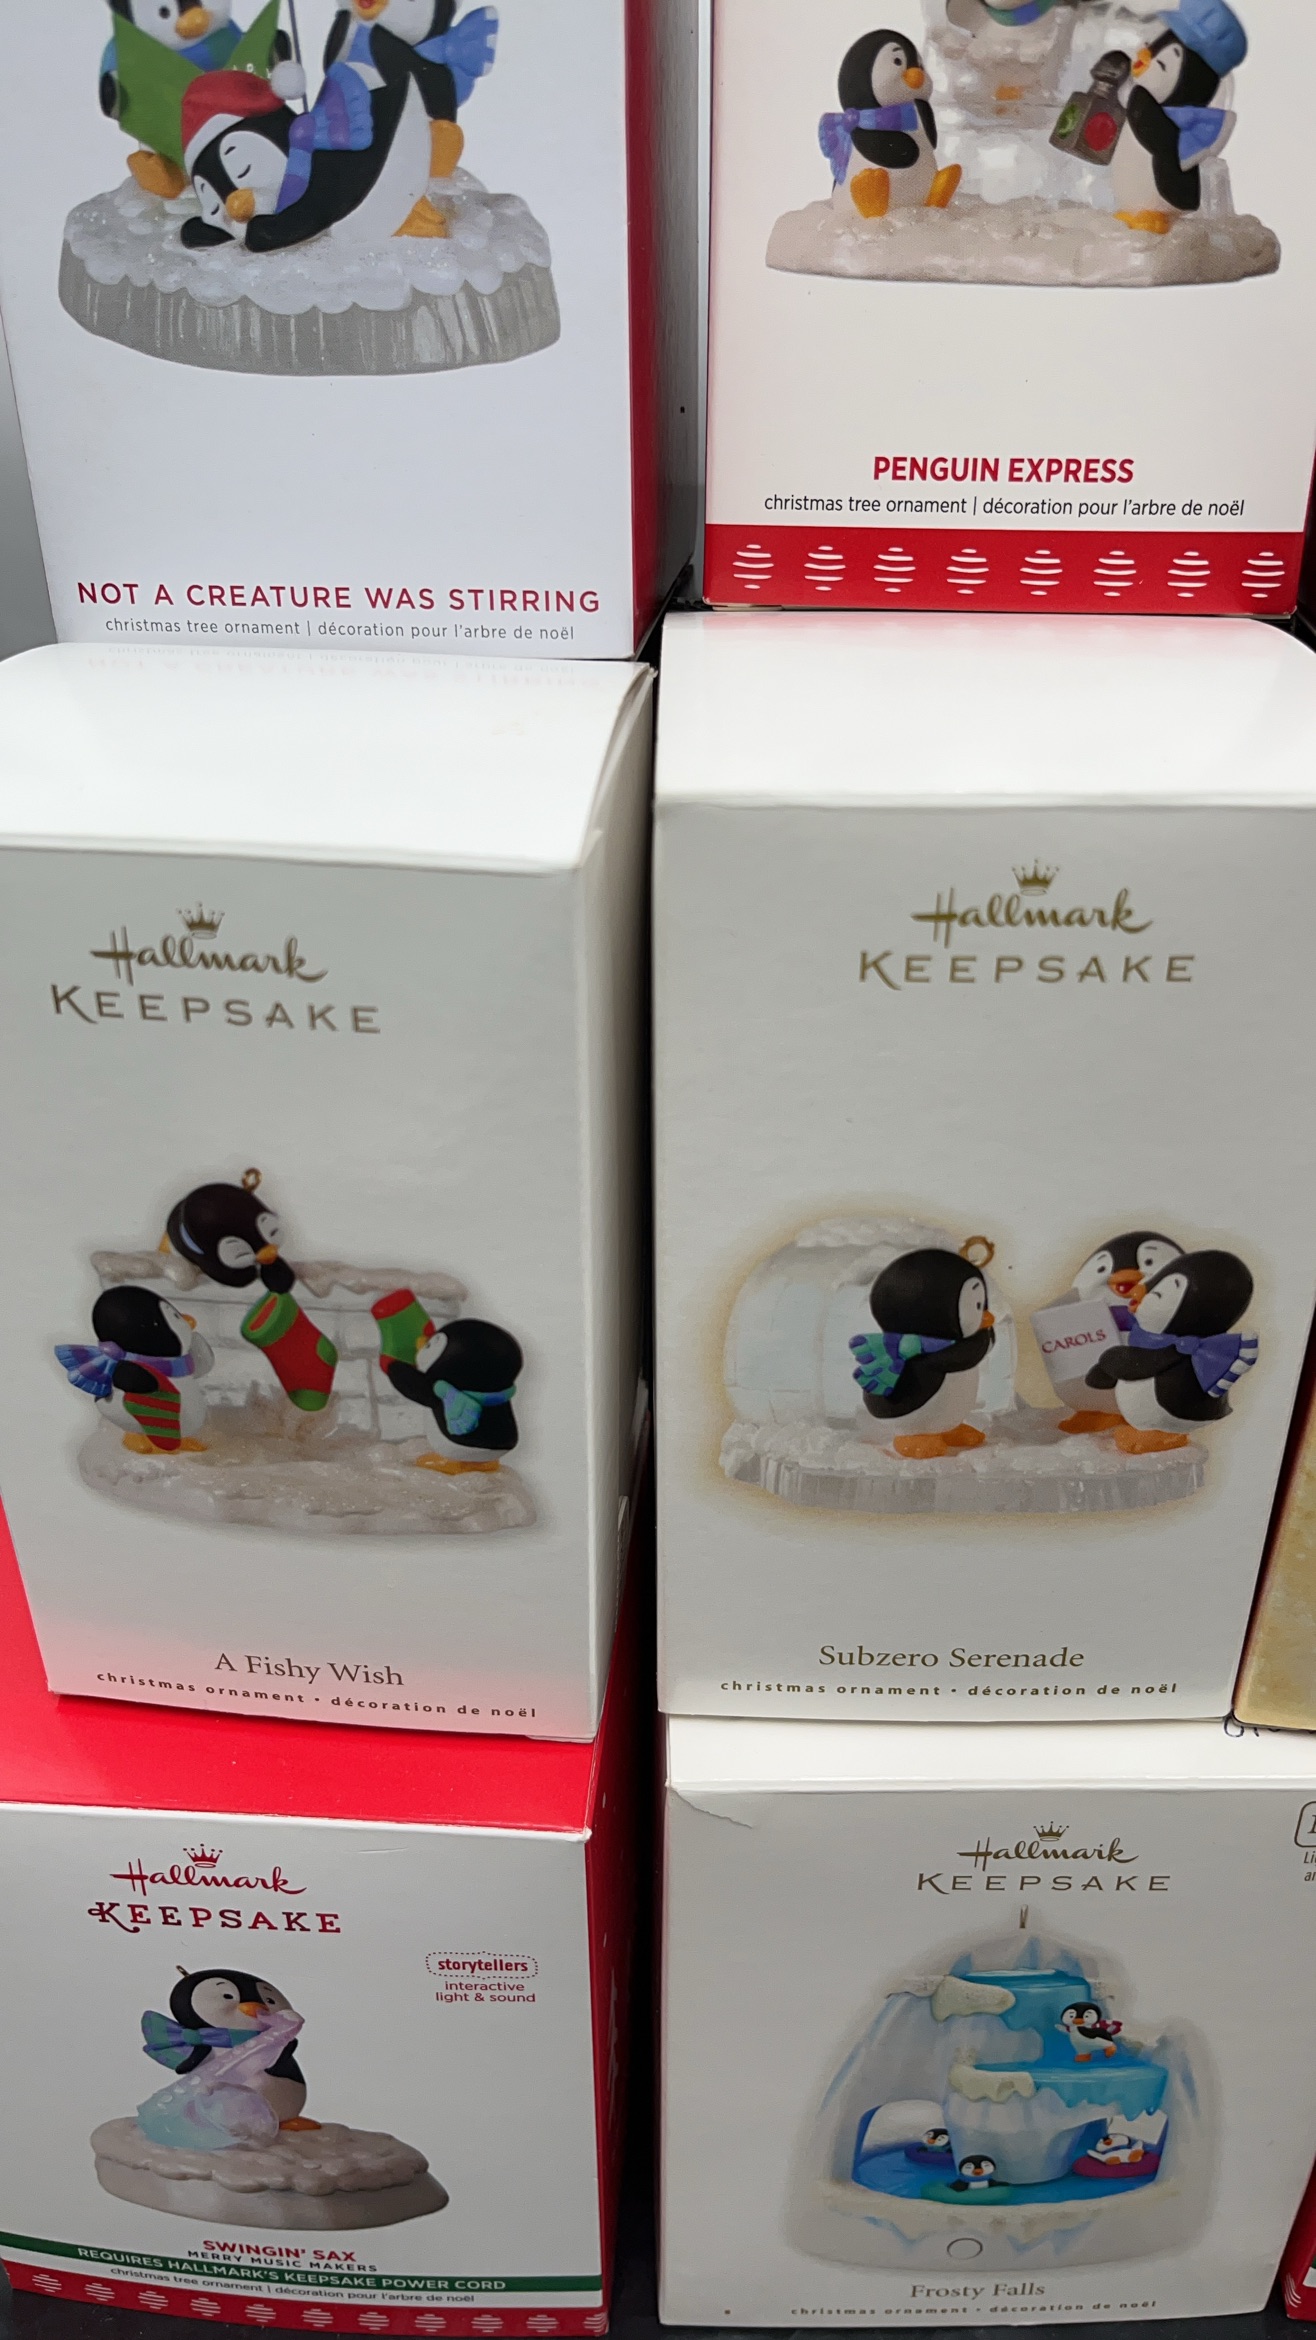 PENGUIN EXPRESS
christmas tree ornament | décoration pour l'arbre de noël
NOT A CREATURE WAS STIRRING
christmas tree ornament | décoration pour l'arbre de noël
Hallmark
KEEPSAKE
A Fishy Wish
christmas ornament • décoration de noël
Hallmark
KEEPSAKE
CAROLS
Subzero Serenade
christmas ornament • décoration de noël
Hallmark
KEEPSAKE
storytellers
interactive
light & sound
SWINGIN' SAX
MERRY MUSIC MAKERS
REQUIRES HALLMARK'S KEEPSAKE POWER CORD
christmas tree ornament | décoration pour l'arbre de noël
Hallmark
KEEPSAKE
Frosty Falls
christmas ornament • décoration de noël